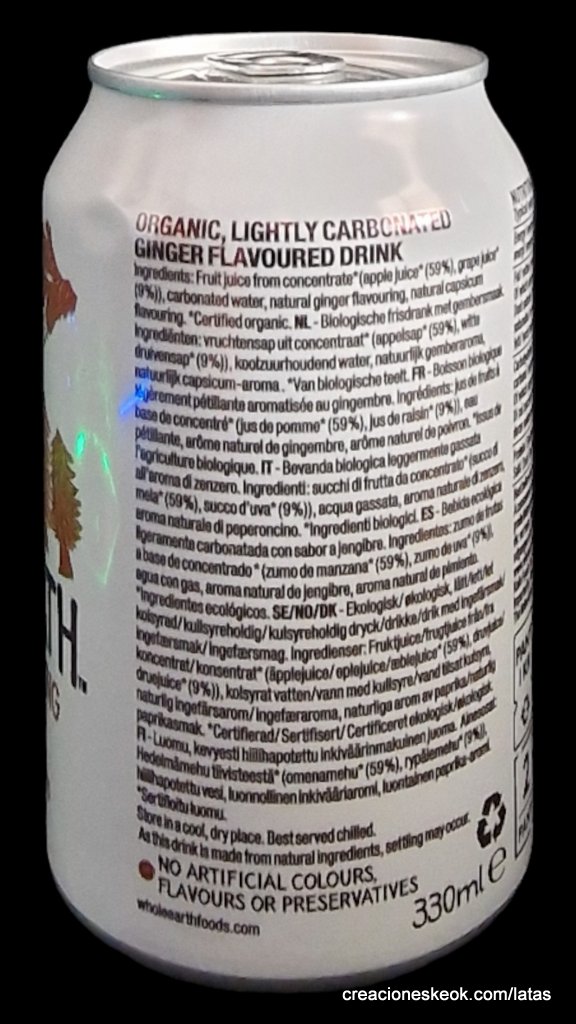 ORGANIC, LIGHTLY CARBONATED
GINGER FLAVOURED DRINK
Ingredients: Fruit juice from concentrate* (apple juice* (59%), grape juice*
(9%)), carbonated water, natural ginger flavouring, natural capsicum
flavouring. *Certified organic. NL - Biologische frisdrank met gembersmaak.
Ingrediënten: vruchtensap uit concentraat* (appelsap* (59%), witte
druivensap* (9%)), koolzuurhoudend water, natuurlijk gemberaroma,
natuurlijk capsicum-aroma. *Van biologische teelt. FR - Boisson biologique
légèrement pétillante aromatisée au gingembre. Ingrédients: jus de fruits à
base de concentré* (jus de pomme* (59%), jus de raisin* (9%)), eau
pétillante, arôme naturel de gingembre, arôme naturel de poivron. *Issus de
l'agriculture biologique. IT - Bevanda biologica leggermente gassata
all'aroma di zenzero. Ingredienti: succhi di frutta da concentrato* (succo di
mela* (59%), succo d'uva* (9%)), acqua gassata, aroma naturale di zenzero,
aroma naturale di peperoncino. *Ingredienti biologici. ES - Bebida ecológica
ligeramente carbonatada con sabor a jengibre. Ingredientes: zumo de frutas
a base de concentrado* (zumo de manzana* (59%), zumo de uva* (9%)),
agua con gas, aroma natural de jengibre, aroma natural de pimiento.
*Ingredientes ecológicos. SE/NO/DK - Ekologisk/økologisk, lätt/lett/let
kolsyrad/kullsyreholdig/kulsyreholdig dryck/drikke/drik med ingefärsmak/
ingefærsmak/Ingefærsmag. Ingredienser: Fruktjuice/frugtjuice från/fra
koncentrat/konsentrat* (äpplejuice/eplejuice/æblejuice* (59%), druvjuice/
druejuice* (9%)), kolsyrat vatten/vann med kullsyre/vand tilsat kulsyre,
naturlig ingefärsarom/Ingefæraroma, naturliga arom av paprika/naturlig
paprikasmak. *Certifierad/Sertifisert/Certificeret ekologisk/økologisk.
FI - Luomu, kevyesti hiilihapotettu inkiväärinmakuinen juoma. Ainesosat:
Hedelmämehu tiivisteestä* (omenamehu* (59%), rypälemehu* (9%)),
hiilihapotettu vesi, luonnollinen inkivääriaromi, luontainen paprika-aromi.
*Sertifioitu luomu.
Store in a cool, dry place. Best served chilled.
As this drink is made from natural ingredients, settling may occur.
NO ARTIFICIAL COLOURS,
FLAVOURS OR PRESERVATIVES
wholeearthfoods.com
330ml e
TH™
NG
2
creacioneskeok.com/latas